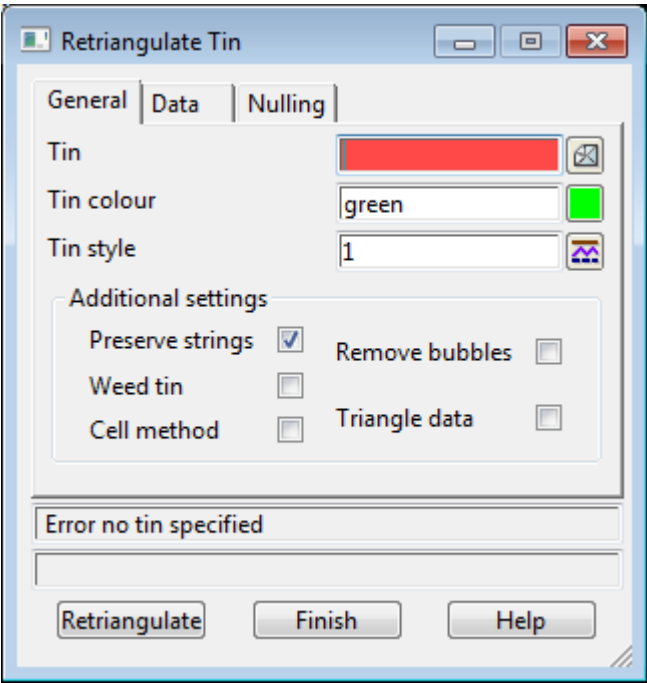 Retriangulate Tin
General Data Nulling
Tin
Tin colour green
Tin style 1
Additional settings
Preserve strings
Remove bubbles
Weed tin
Triangle data
Cell method
Error no tin specified
Retriangulate Finish Help